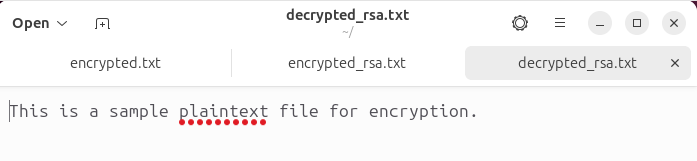 Open
decrypted_rsa.txt
~/
encrypted.txt
encrypted_rsa.txt
decrypted_rsa.txt
This is a sample plaintext file for encryption.